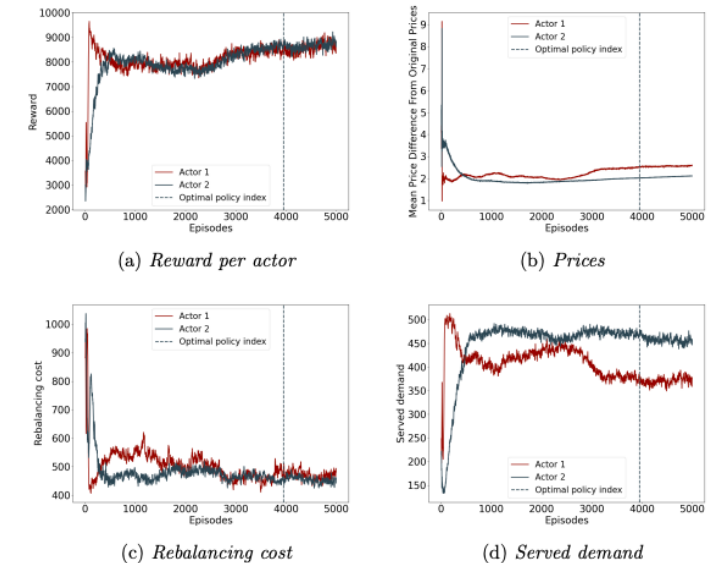 10000
9000
8000
7000
6000
5000
4000
3000
2000
Reward
Actor 1
Actor 2
Optimal policy index
0 1000 2000 3000 4000 5000
Episodes
(a) Reward per actor
9
8
7
6
5
4
3
2
1
Mean Price Difference From Original Prices
Actor 1
Actor 2
Optimal policy index
0 1000 2000 3000 4000 5000
Episodes
(b) Prices
1000
900
800
700
600
500
400
Rebalancing cost
Actor 1
Actor 2
Optimal policy index
0 1000 2000 3000 4000 5000
Episodes
(c) Rebalancing cost
500
450
400
350
300
250
200
150
Served demand
Actor 1
Actor 2
Optimal policy index
0 1000 2000 3000 4000 5000
Episodes
(d) Served demand